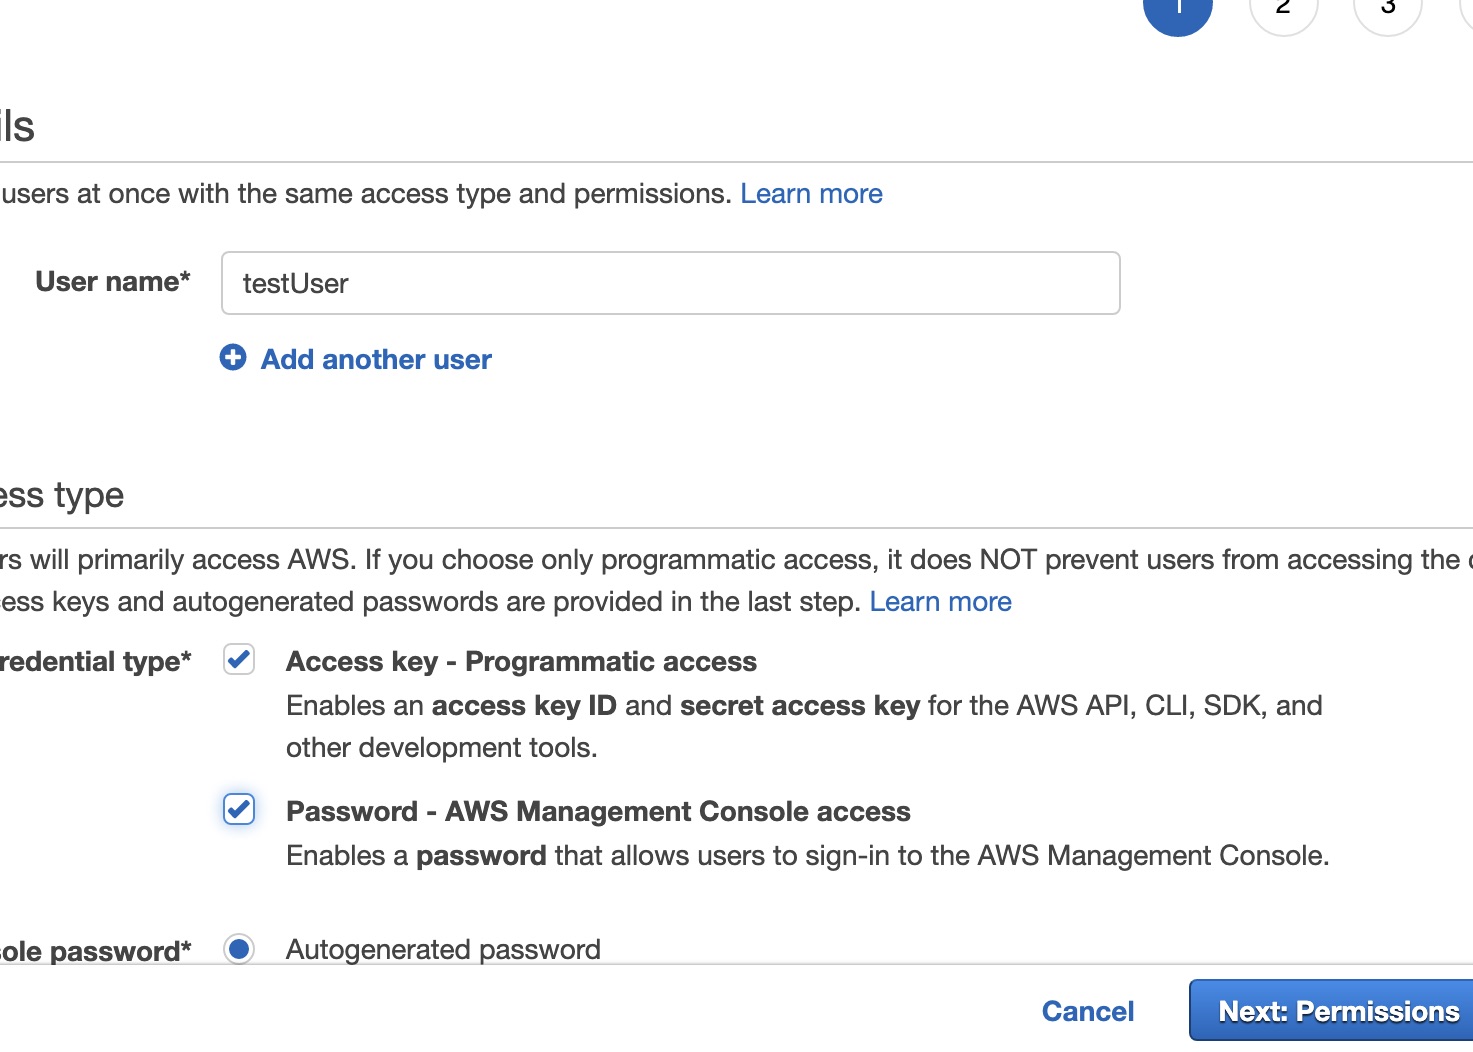 1 2 3
ils
users at once with the same access type and permissions. Learn more
User name*
testUser
Add another user
ess type
rs will primarily access AWS. If you choose only programmatic access, it does NOT prevent users from accessing the
ess keys and autogenerated passwords are provided in the last step. Learn more
redential type*
Access key - Programmatic access
Enables an access key ID and secret access key for the AWS API, CLI, SDK, and
other development tools.
Password - AWS Management Console access
Enables a password that allows users to sign-in to the AWS Management Console.
sole password*
Autogenerated password
Cancel
Next: Permissions